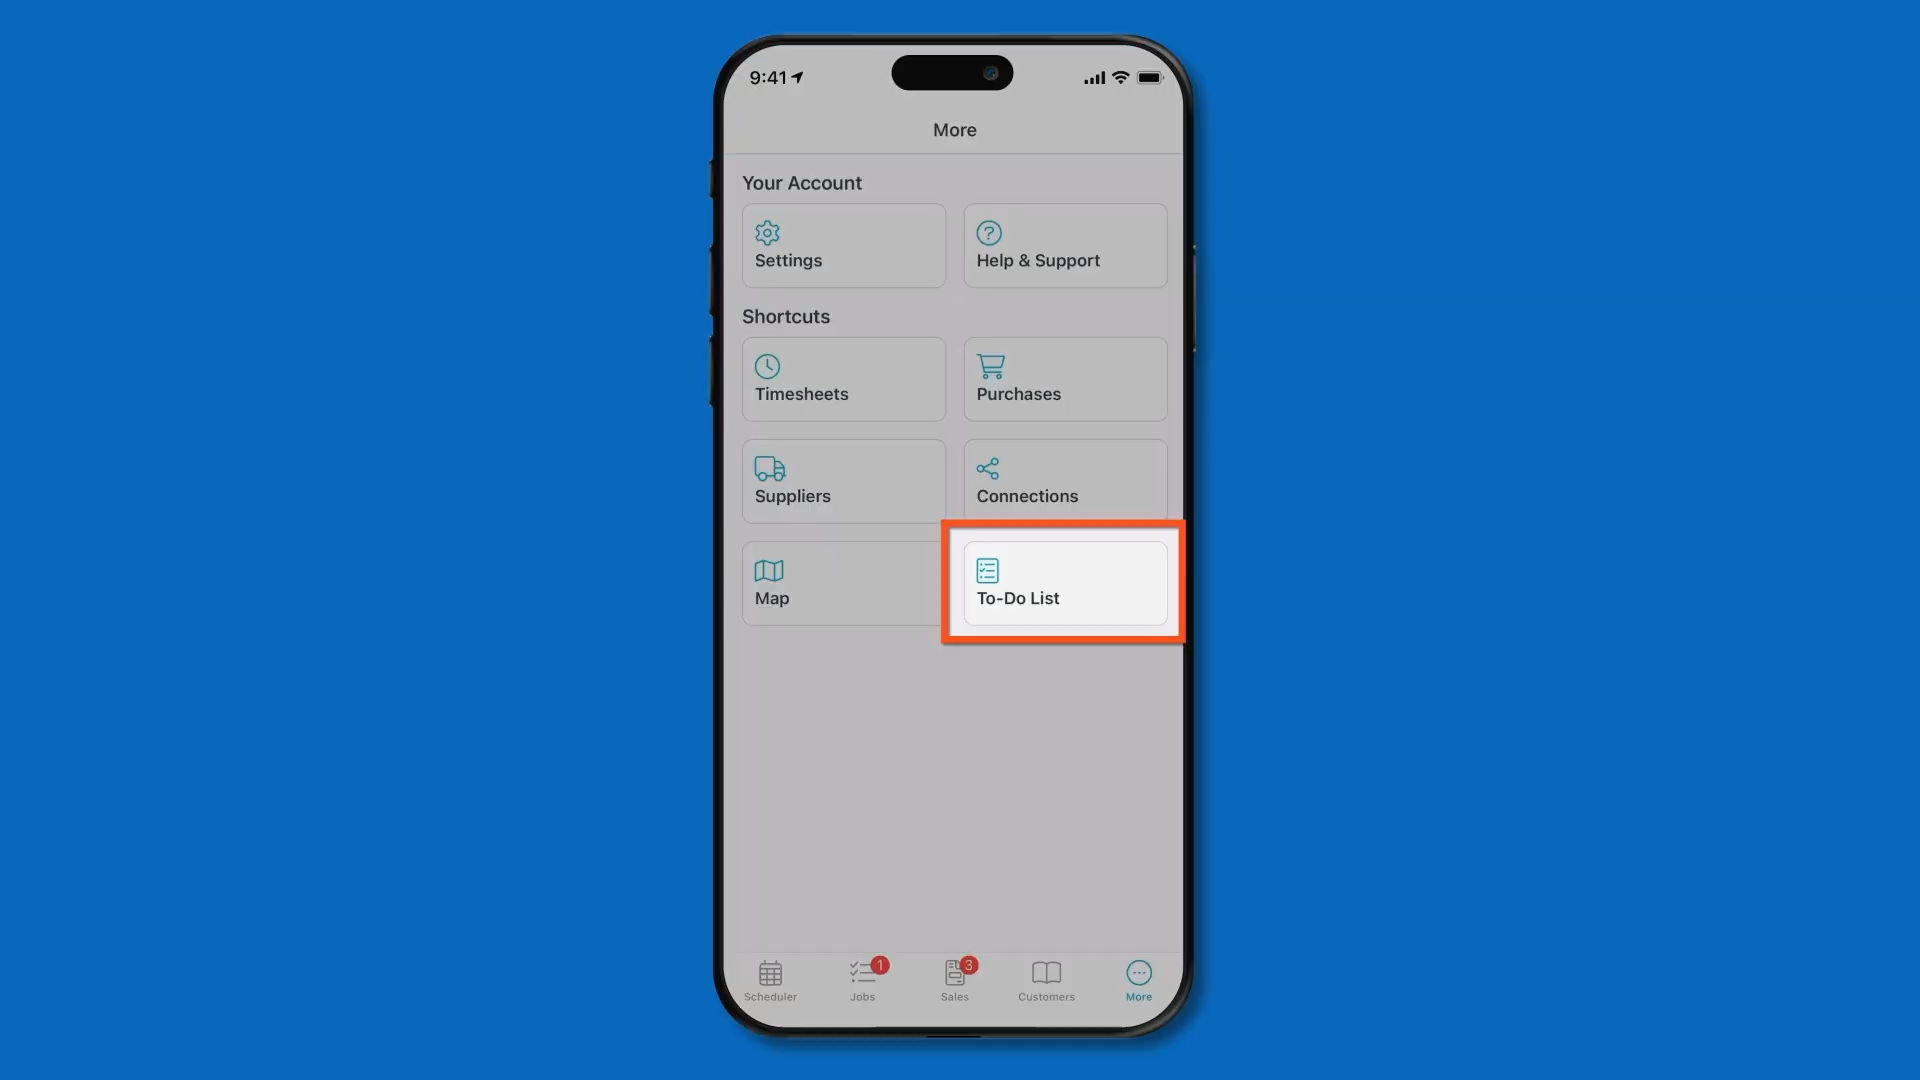 9:41
More
Your Account
Settings
Help & Support
Shortcuts
Timesheets
Purchases
Suppliers
Connections
Map
To-Do List
1
3
Scheduler
Jobs
Sales
Customers
More